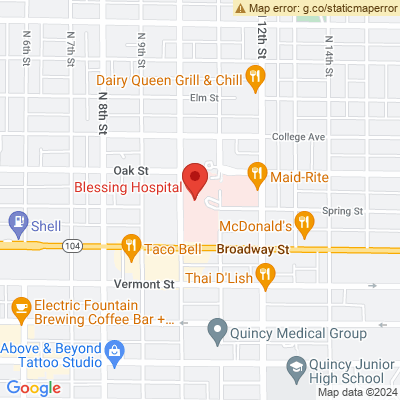 Map error: g.co/staticmaperror
N 6th St
N 7th St
N 8th St
N 9th St
N 12th St
N 14th St
Dairy Queen Grill & Chill
Elm St
College Ave
Oak St
Blessing Hospital
Maid-Rite
Spring St
Shell
McDonald's
104
Taco Bell
Broadway St
Vermont St
Thai D'Lish
Electric Fountain
Brewing Coffee Bar +...
Quincy Medical Group
Above & Beyond
Tattoo Studio
Quincy Junior
High School
Google
Map data ©2024